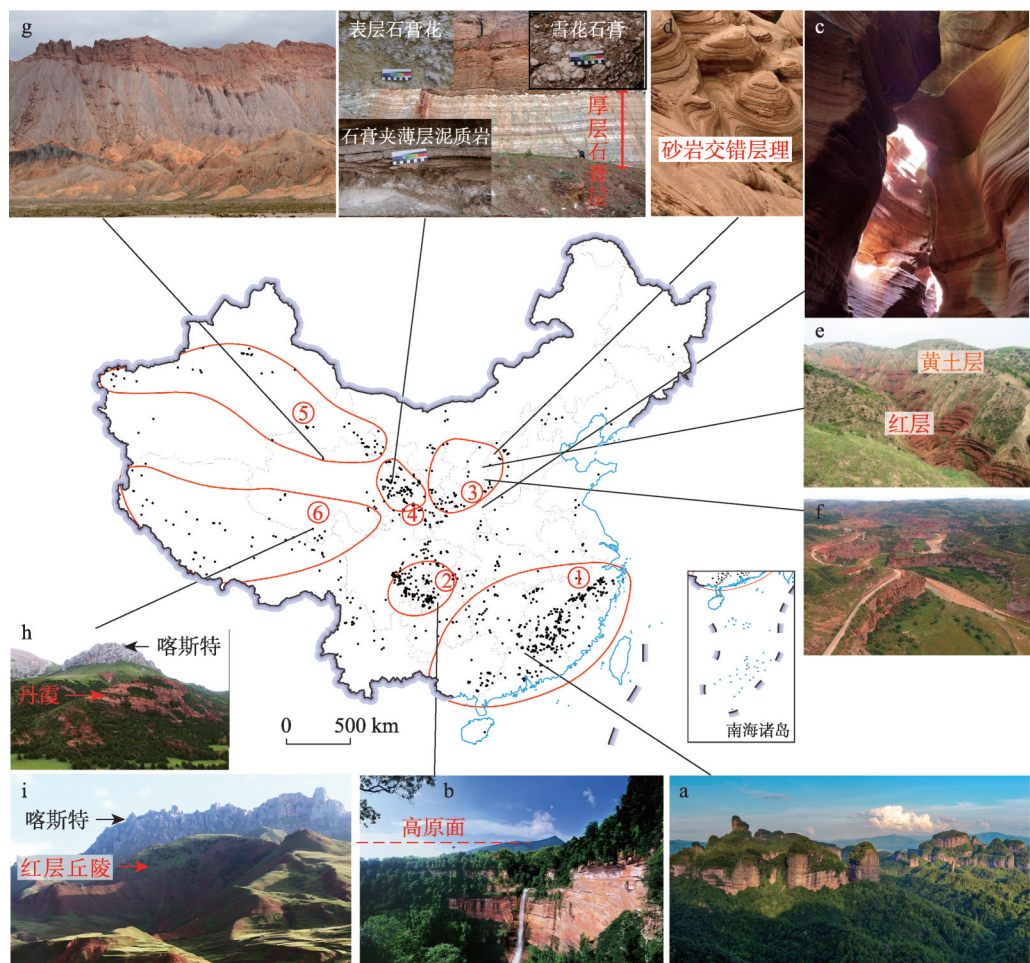 g
表层石膏花
j
雪花石膏
石膏夹薄层泥质岩
厚层石膏层
d
砂岩交错层理
c
e
黄土层
红层
f
⑤
⑥
④
③
②
①
h
喀斯特
丹霞
0 500 km
南海诸岛
i
喀斯特
红层丘陵
b
高原面
a